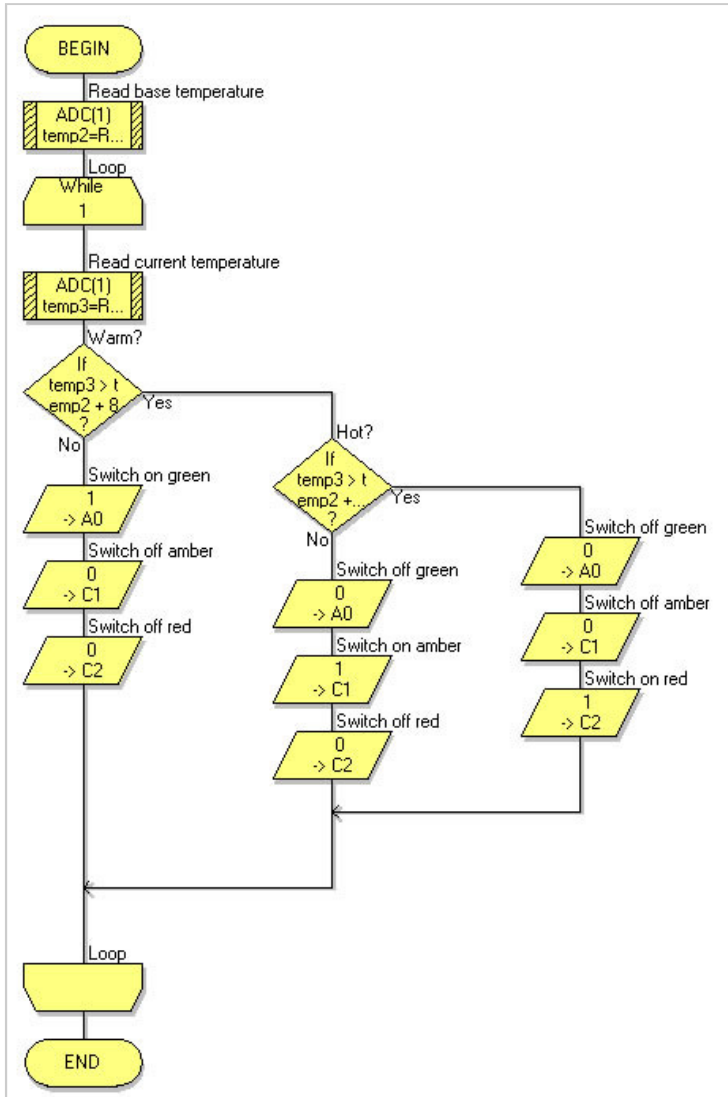 BEGIN
Read base temperature
ADC(1)
temp2=R...
Loop
While
1
Read current temperature
ADC(1)
temp3=R...
Warm?
If
temp3 > t
emp2 + 8
?
Yes
No
Switch on green
1
-> A0
Switch off amber
0
-> C1
Switch off red
0
-> C2
Hot?
If
temp3 > t
emp2 +...
?
Yes
No
Switch off green
0
-> A0
Switch on amber
1
-> C1
Switch off red
0
-> C2
Switch off green
0
-> A0
Switch off amber
0
-> C1
Switch on red
1
-> C2
Loop
END